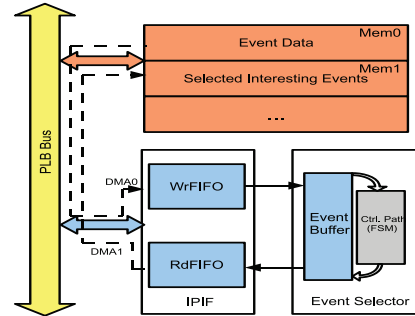 Mem0
Event Data
Mem1
Selected Interesting Events
...
PLB Bus
DMA0
WrFIFO
DMA1
RdFIFO
IPIF
Event
Buffer
Ctrl. Path
(FSM)
Event Selector